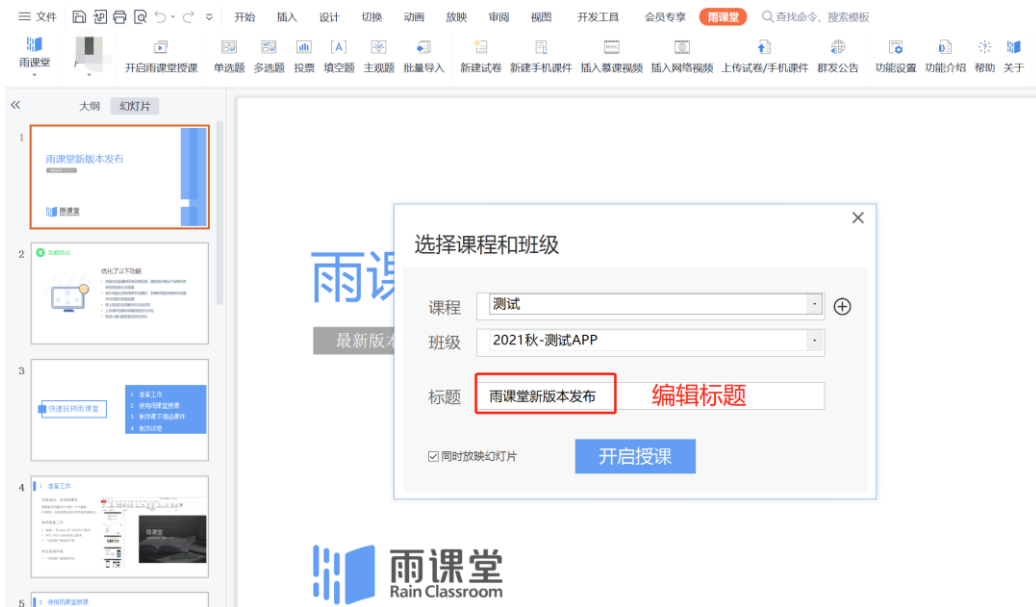 文件 开始 插入 设计 切换 动画 放映 审阅 视图 开发工具 会员专享 雨课堂 查找命令、搜索模板
雨课堂 开启雨课堂授课 单选题 多选题 投票 填空题 主观题 批量导入 新建试卷 新建手机课件 插入慕课视频 插入网络视频 上传试卷/手机课件 群发公告 功能设置 功能介绍 帮助 关于
大纲 幻灯片
1
雨课堂新版本发布
雨课堂
2
功能优化
优化了以下功能
3
快速玩转雨课堂
1 准备工作
2 使用雨课堂授课
3 制作课下推送课件
4 制作试卷
4
1 准备工作
雨课堂
5
2 使用雨课堂授课
雨课
最新版本
选择课程和班级
课程 测试
班级 2021秋-测试APP
标题 雨课堂新版本发布 编辑标题
同时放映幻灯片 开启授课
雨课堂
Rain Classroom